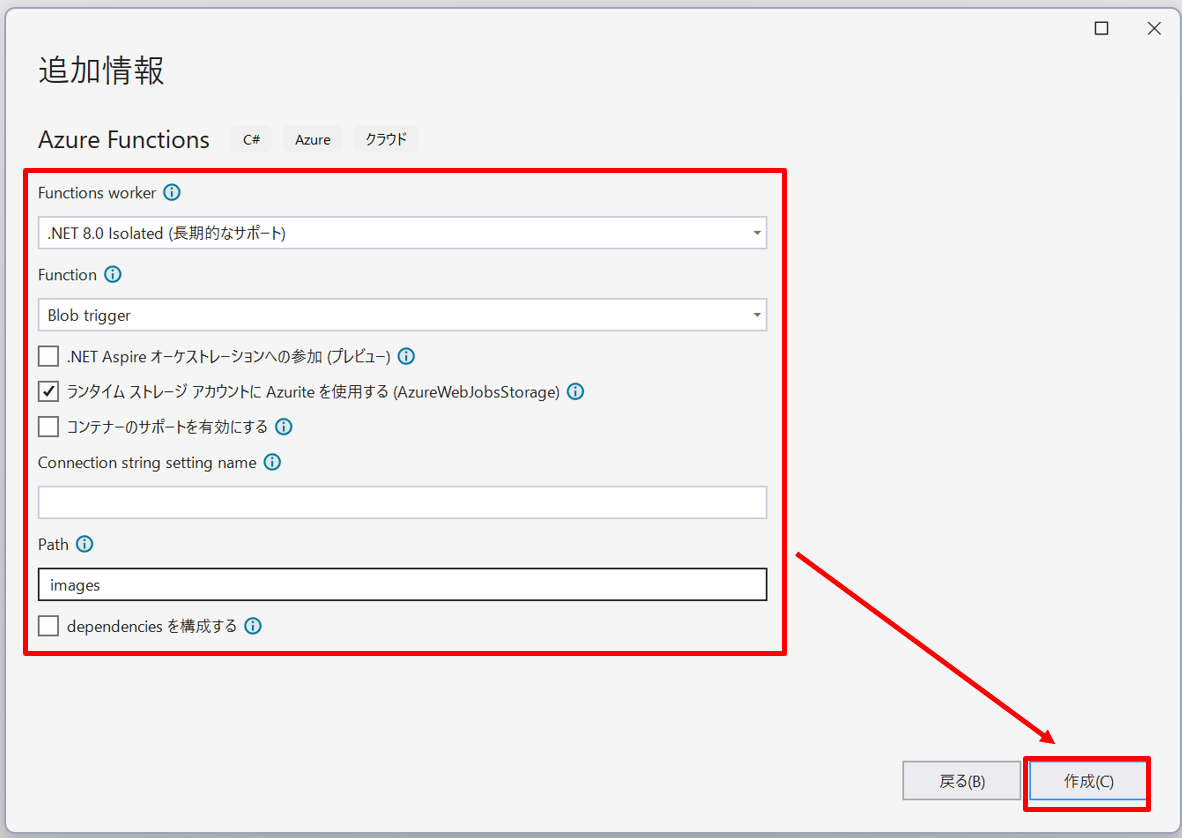 追加情報
Azure Functions C# Azure クラウド
Functions worker
.NET 8.0 Isolated (長期的なサポート)
Function
Blob trigger
.NET Aspire オーケストレーションへの参加 (プレビュー)
ランタイム ストレージ アカウントに Azurite を使用する (AzureWebJobsStorage)
コンテナーのサポートを有効にする
Connection string setting name
Path
images
dependencies を構成する
戻る(B) 作成(C)